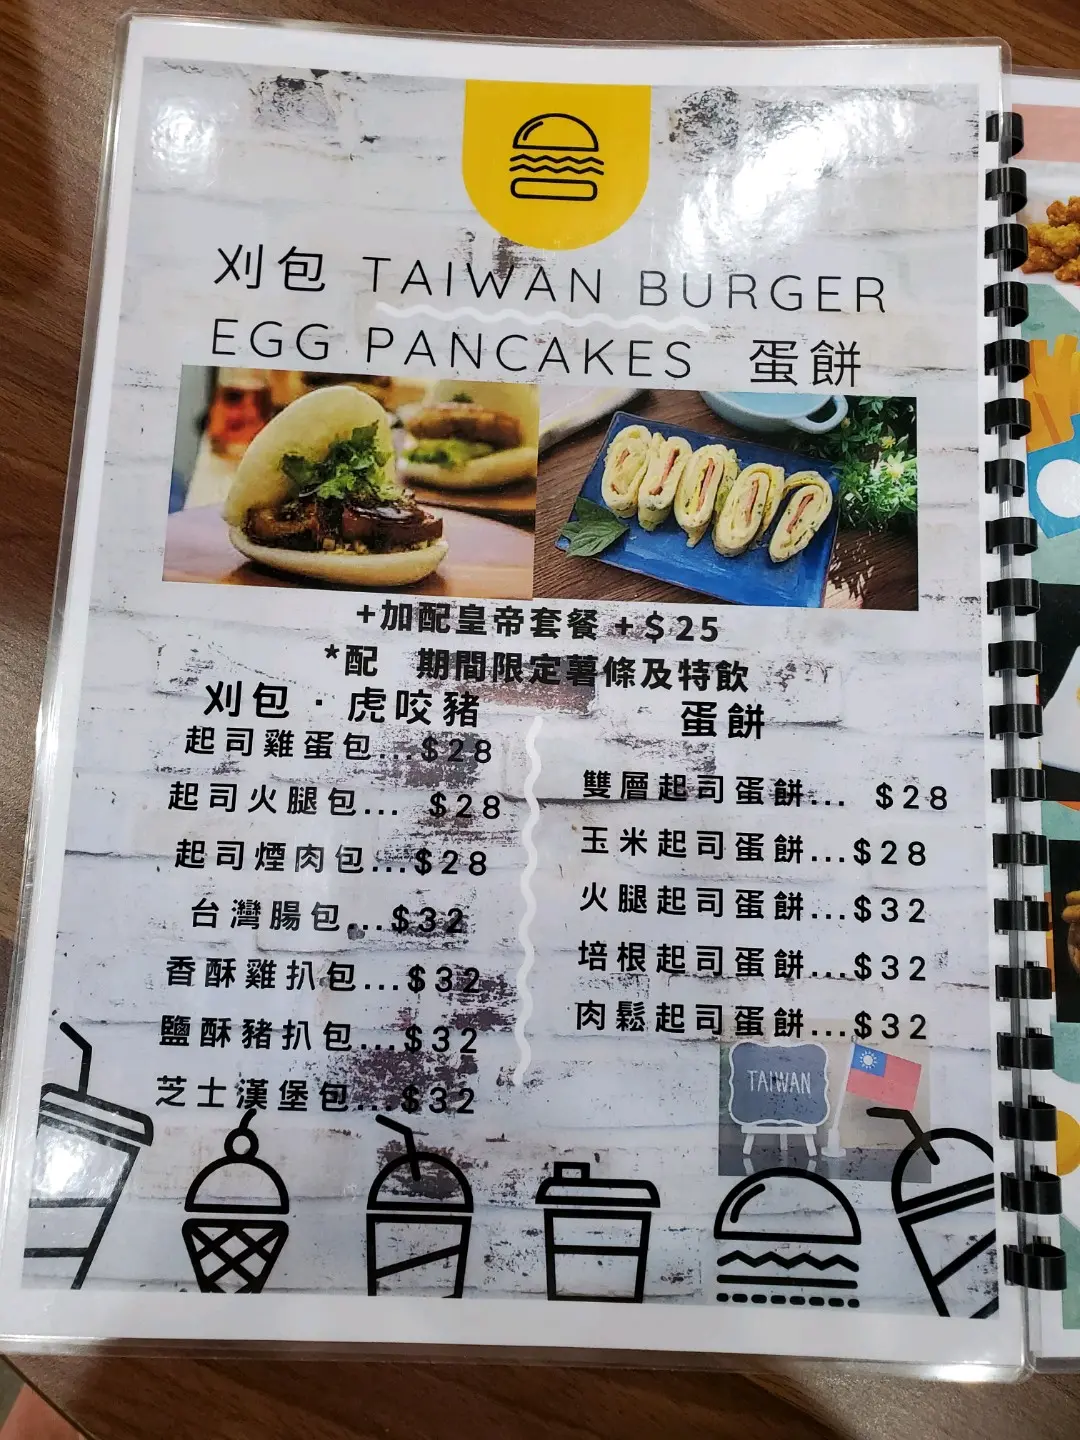 刈包 TAIWAN BURGER
EGG PANCAKES 蛋餅
+加配皇帝套餐 +$25
*配 期間限定薯條及特飲
刈包·虎咬豬
起司雞蛋包...$28
起司火腿包... $28
起司煙肉包...$28
台灣腸包...$32
香酥雞扒包...$32
鹽酥豬扒包...$32
芝士漢堡包...$32
蛋餅
雙層起司蛋餅... $28
玉米起司蛋餅...$28
火腿起司蛋餅...$32
培根起司蛋餅...$32
肉鬆起司蛋餅...$32
TAIWAN